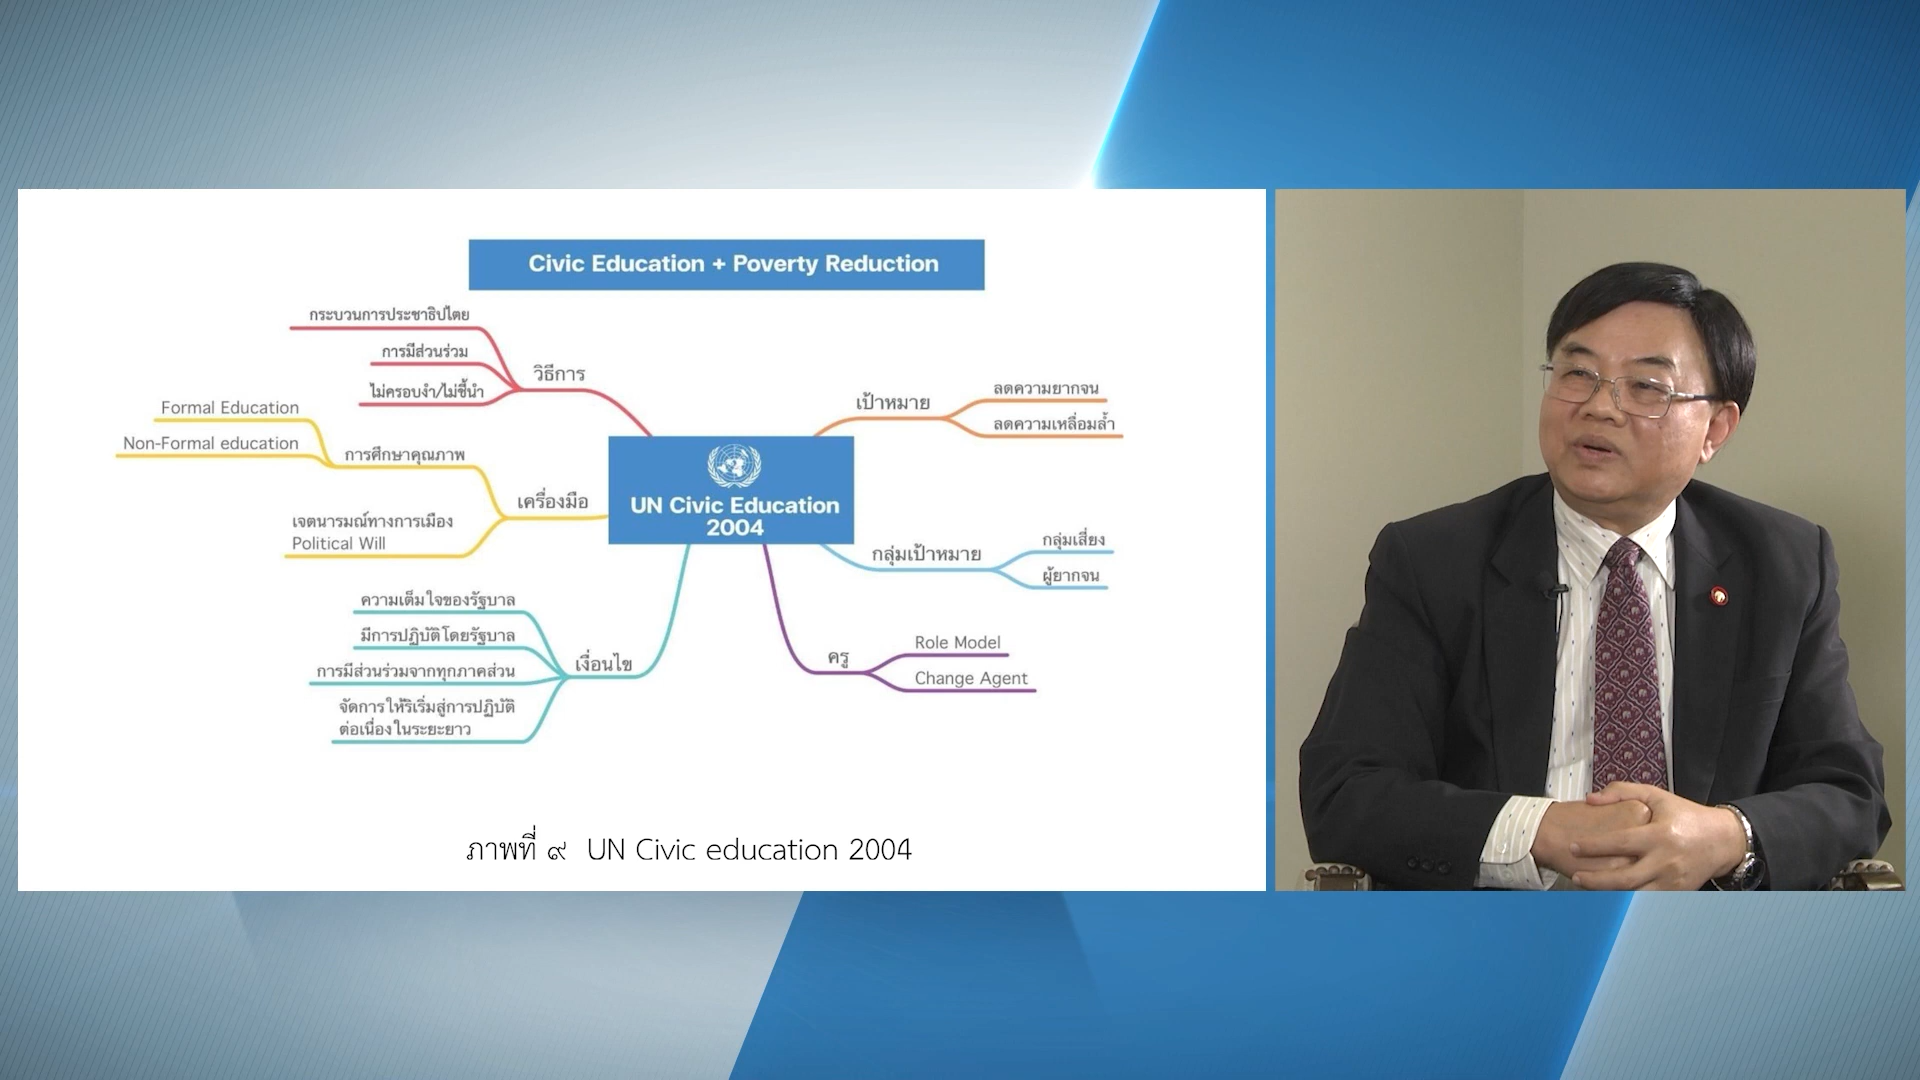 Civic Education + Poverty Reduction
กระบวนการประชาธิปไตย
การมีส่วนร่วม
ไม่ครอบงำ/ไม่ชี้นำ
วิธีการ
Formal Education
Non-Formal education
การศึกษาคุณภาพ
เจตนารมณ์ทางการเมือง
Political Will
เครื่องมือ
ความเต็มใจของรัฐบาล
มีการปฏิบัติโดยรัฐบาล
การมีส่วนร่วมจากทุกภาคส่วน
จัดการให้ริเริ่มสู่การปฏิบัติ
ต่อเนื่องในระยะยาว
เงื่อนไข
UN Civic Education
2004
เป้าหมาย
ลดความยากจน
ลดความเหลื่อมล้ำ
กลุ่มเป้าหมาย
กลุ่มเสี่ยง
ผู้ยากจน
ครู
Role Model
Change Agent
ภาพที่ ๙ UN Civic education 2004